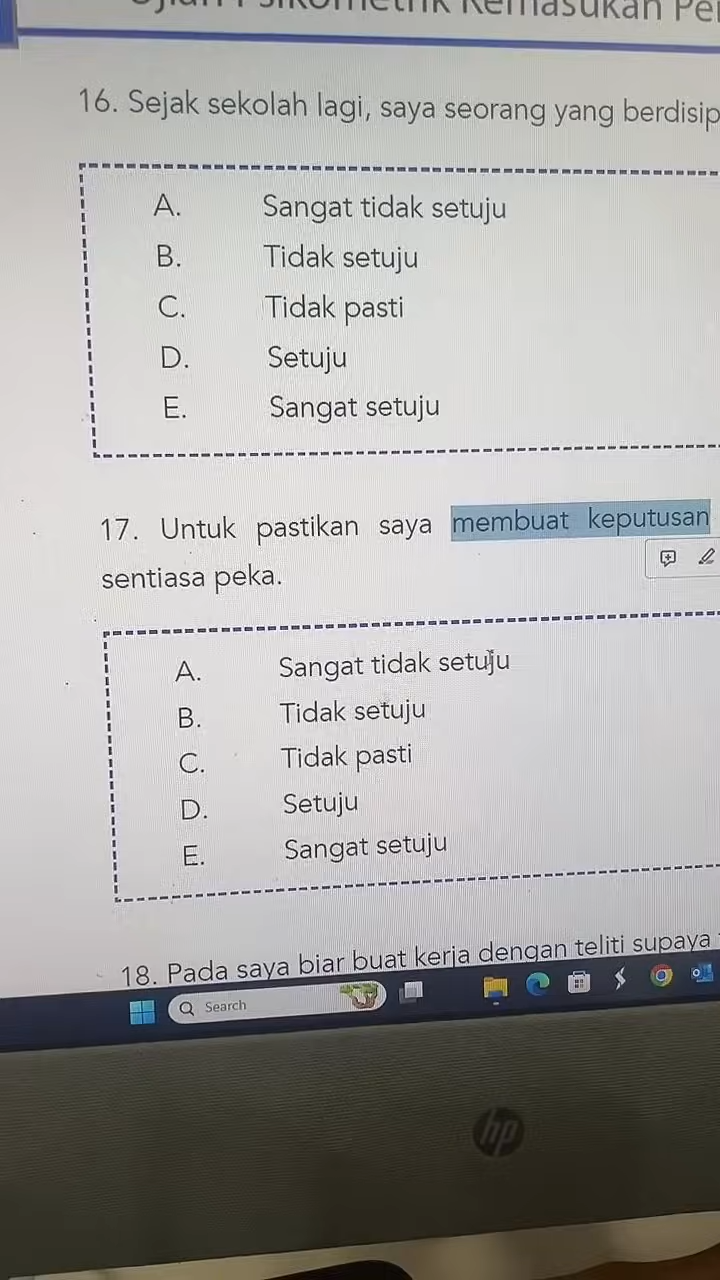 Kemasukan
16. Sejak sekolah lagi, saya seorang yang
A. Sangat tidak setuju
B. Tidak setuju
C. Tidak pasti
D. Setuju
E. Sangat setuju
17. Untuk pastikan saya membuat keputusan
sentiasa peka.
A. Sangat tidak setuju
B. Tidak setuju
C. Tidak pasti
D. Setuju
E. Sangat setuju
18. Pada saya biar buat kerja dengan teliti supaya
Search
hp